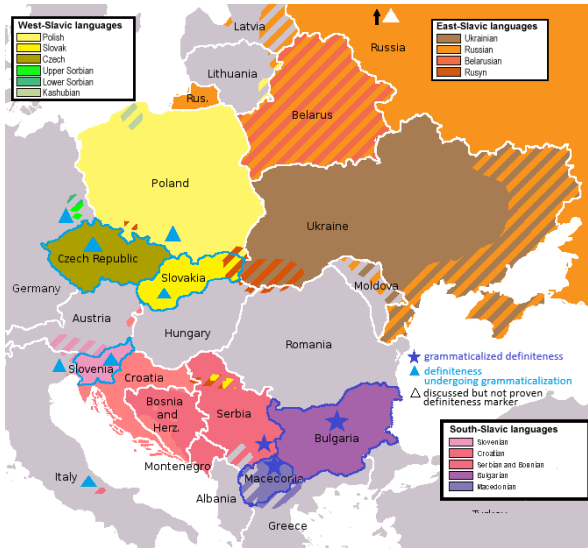 West-Slavic languages
Polish
Slovak
Czech
Upper Sorbian
Lower Sorbian
Kashubian
East-Slavic languages
Ukrainian
Russian
Belarusian
Rusyn
Latvia
Russia
Lithuania
Rus.
Belarus
Poland
Ukraine
Czech Republic
Slovakia
Germany
Moldova
Austria
Hungary
Romania
Slovenia
Croatia
Bosnia
and
Herz.
Serbia
Bulgaria
Montenegro
Italy
Macedonia
Albania
Greece
grammaticalized definiteness
definiteness
undergoing grammaticalization
discussed but not proven
definiteness marker
South-Slavic languages
Slovenian
Croatian
Serbian and Bosnian
Bulgarian
Macedonian